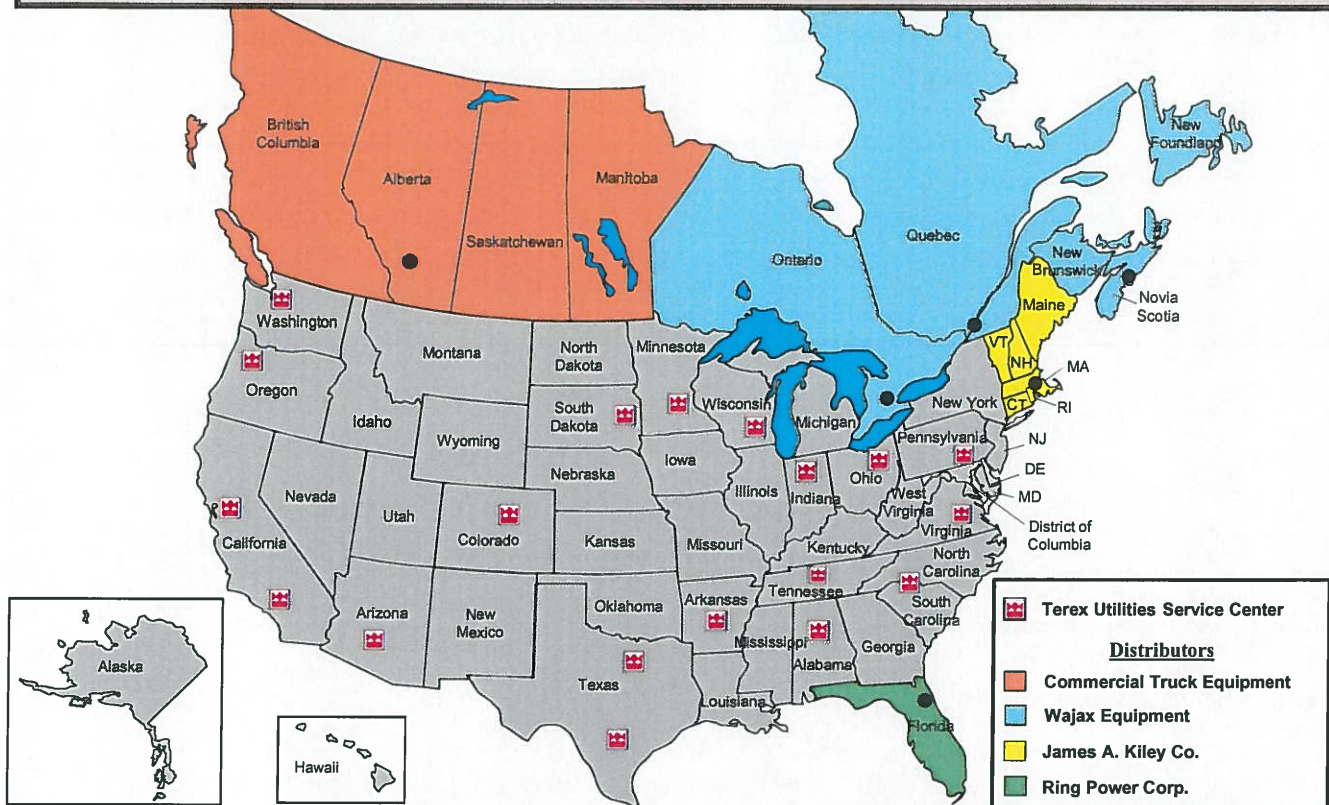 British
Columbia
Alberta
Saskatchewan
Manitoba
Ontario
Quebec
New
Foundland
New
Brunswick
Novia
Scotia
Maine
VT
NH
MA
CT
RI
Washington
Oregon
Idaho
Montana
North
Dakota
Minnesota
South
Dakota
Wisconsin
Michigan
New York
Wyoming
Iowa
Nebraska
Illinois
Indiana
Ohio
Pennsylvania
NJ
DE
MD
District of
Columbia
West
Virginia
Virginia
Nevada
Utah
California
Colorado
Kansas
Missouri
Kentucky
North
Carolina
Tennessee
South
Carolina
Arizona
New
Mexico
Oklahoma
Arkansas
Mississippi
Alabama
Georgia
Texas
Louisiana
Florida
Alaska
Hawaii
Terex Utilities Service Center
Distributors
Commercial Truck Equipment
Wajax Equipment
James A. Kiley Co.
Ring Power Corp.